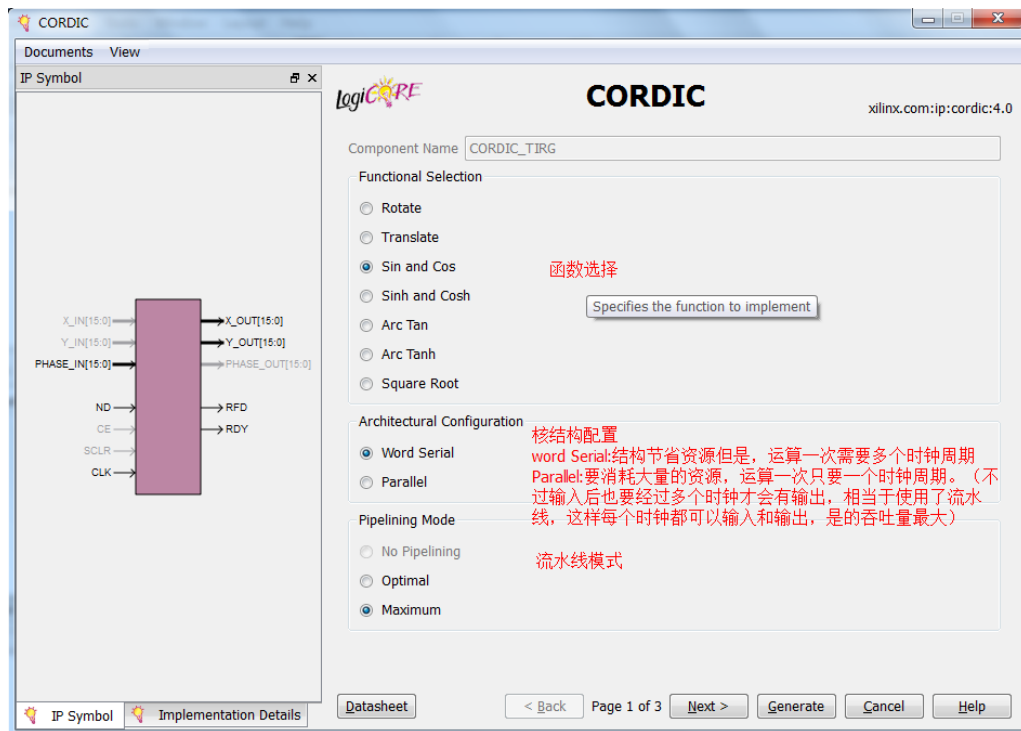 CORDIC
Documents View
IP Symbol
LogiCORE
CORDIC
xilinx.com:ip:cordic:4.0
Component Name CORDIC_TIRG
Functional Selection
Rotate
Translate
Sin and Cos
函数选择
Sinh and Cosh
Specifies the function to implement
Arc Tan
Arc Tanh
Square Root
X_IN[15:0]
X_OUT[15:0]
Y_IN[15:0]
Y_OUT[15:0]
PHASE_IN[15:0]
PHASE_OUT[15:0]
ND
RFD
CE
RDY
SCLR
CLK
Architectural Configuration
核结构配置
Word Serial
word Serial:结构节省资源但是，运算一次需要多个时钟周期
Parallel
Parallel:要消耗大量的资源，运算一次只要一个时钟周期。（不
过输入后也要经过多个时钟才会有输出，相当于使用了流水
线，这样每个时钟都可以输入和输出，是的吞吐量最大）
Pipelining Mode
No Pipelining
流水线模式
Optimal
Maximum
IP Symbol
Implementation Details
Datasheet
< Back
Page 1 of 3
Next >
Generate
Cancel
Help